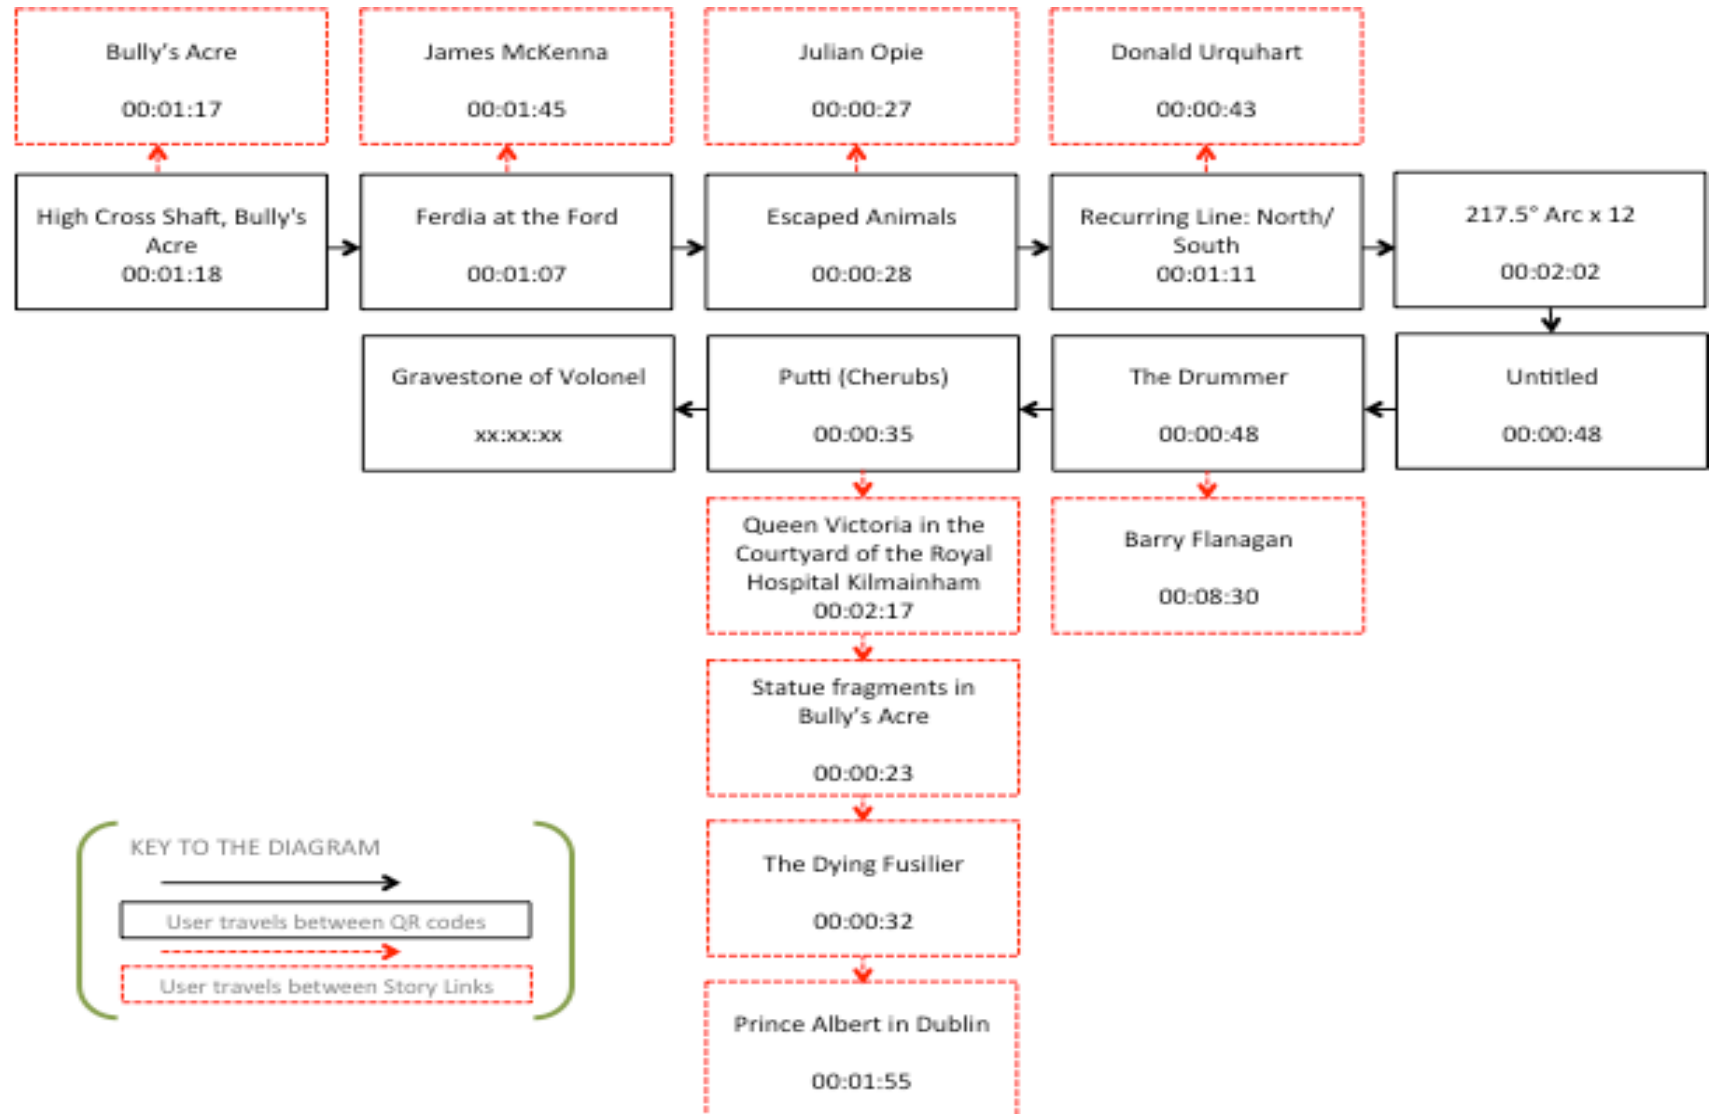 Bully's Acre
00:01:17
James McKenna
00:01:45
Julian Opie
00:00:27
Donald Urquhart
00:00:43
High Cross Shaft, Bully's
Acre
00:01:18
Ferdia at the Ford
00:01:07
Escaped Animals
00:00:28
Recurring Line: North/
South
00:01:11
217.5° Arc x 12
00:02:02
Gravestone of Volonel
xx:xx:xx
Putti (Cherubs)
00:00:35
The Drummer
00:00:48
Untitled
00:00:48
Queen Victoria in the
Courtyard of the Royal
Hospital Kilmainham
00:02:17
Barry Flanagan
00:08:30
Statue fragments in
Bully's Acre
00:00:23
The Dying Fusilier
00:00:32
Prince Albert in Dublin
00:01:55
KEY TO THE DIAGRAM
User travels between QR codes
User travels between Story Links